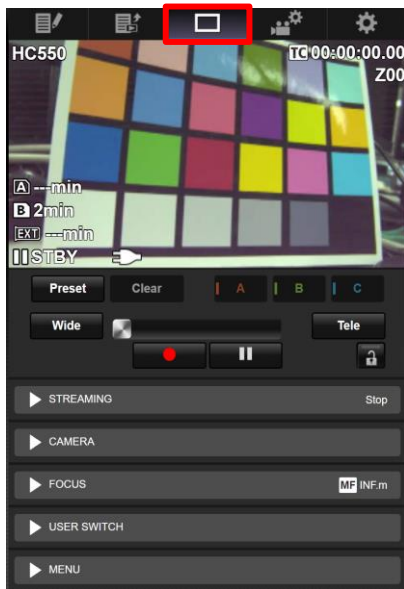 HC550 TC 00:00:00.00
Z00
A ---min
B 2min
EXT ---min
STBY
Preset Clear A B C
Wide Tele
STREAMING Stop
CAMERA
FOCUS MF INF.m
USER SWITCH
MENU